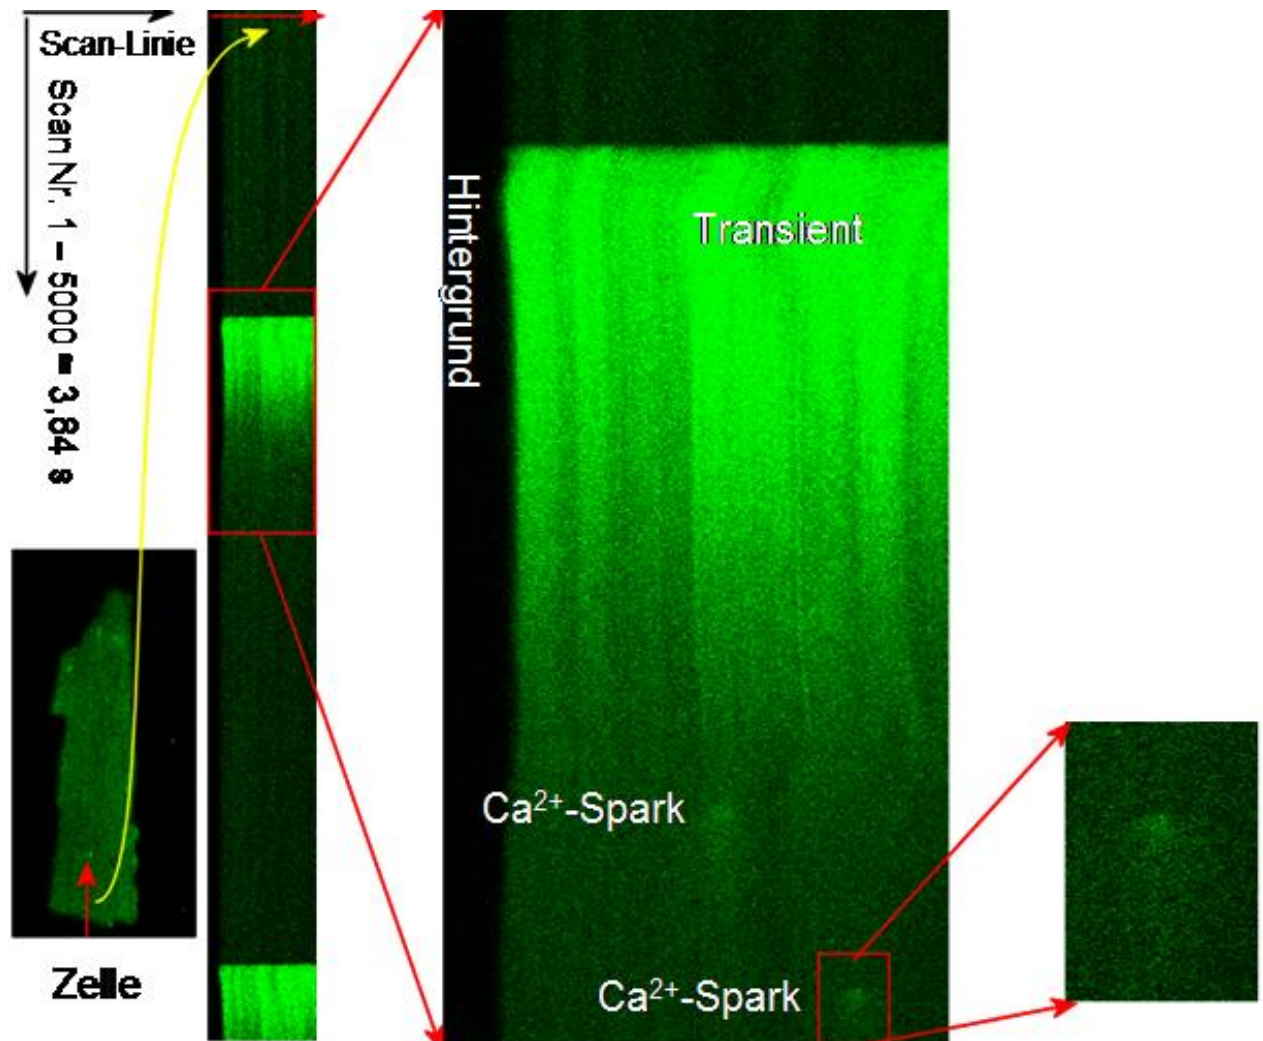 Scan-Linie
Scan Nr. 1 - 5000 = 3,84 s
Hintergrund
Transient
Ca²⁺-Spark
Ca²⁺-Spark
Zelle